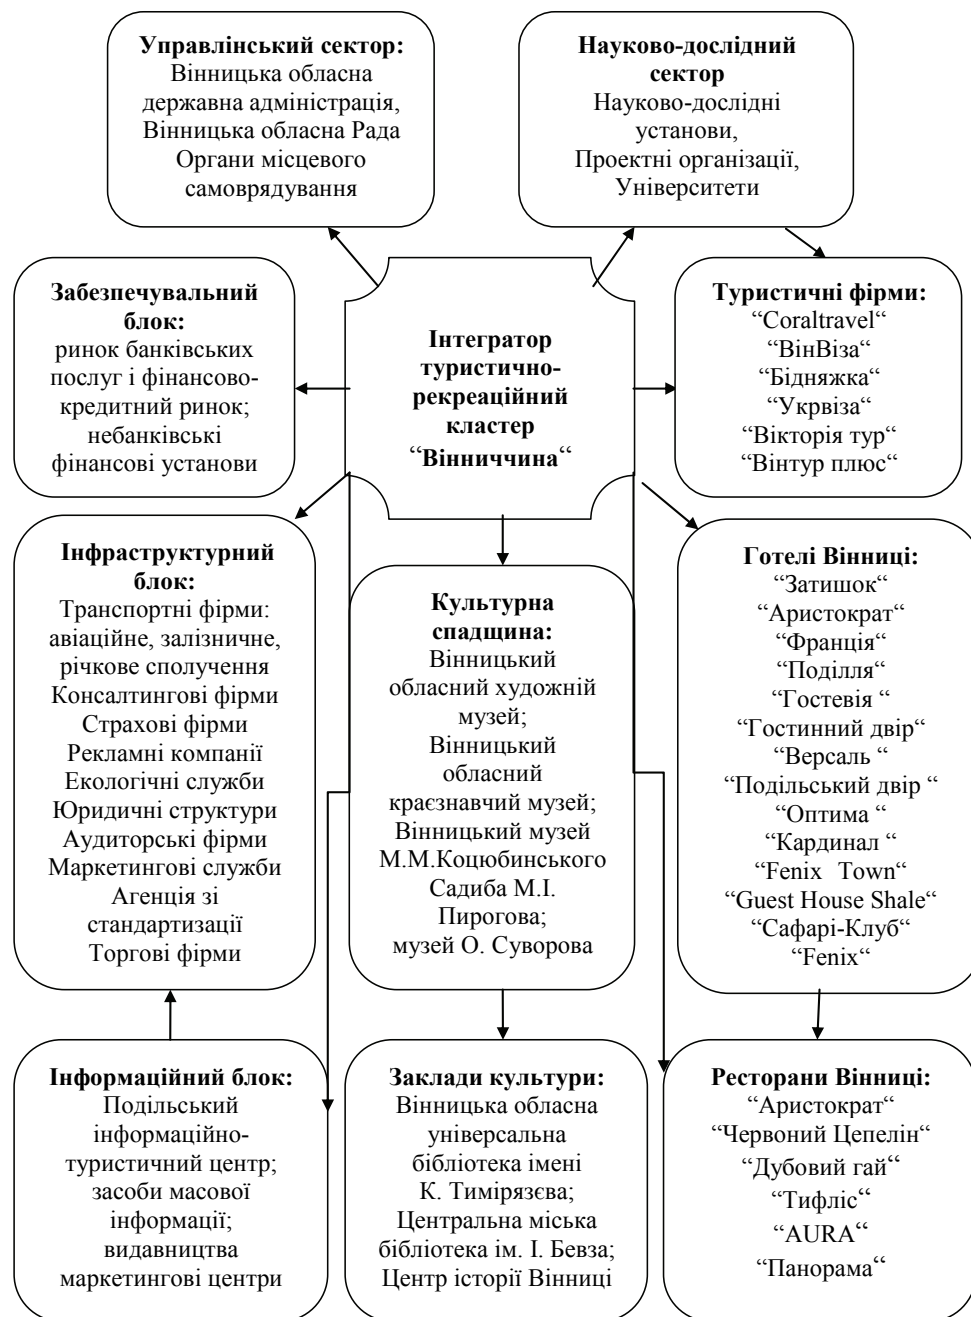 Управлінський сектор:
Вінницька обласна
державна адміністрація,
Вінницька обласна Рада
Органи місцевого
самоврядування
Науково-дослідний
сектор
Науково-дослідні
установи,
Проектні організації,
Університети
Забезпечувальний
блок:
ринок банківських
послуг і фінансово-
кредитний ринок;
небанківські
фінансові установи
Інтегратор
туристично-
рекреаційний
кластер
“Вінниччина“
Туристичні фірми:
“Coraltravel“
“ВінВіза“
“Бідняжка“
“Укрвіза“
“Вікторія тур“
“Вінтур плюс“
Інфраструктурний
блок:
Транспортні фірми:
авіаційне, залізничне,
річкове сполучення
Консалтингові фірми
Страхові фірми
Рекламні компанії
Екологічні служби
Юридичні структури
Аудиторські фірми
Маркетингові служби
Агенція зі
стандартизації
Торгові фірми
Культурна
спадщина:
Вінницький
обласний художній
музей;
Вінницький
обласний
краєзнавчий музей;
Вінницький музей
М.М.Коцюбинського
Садиба М.І.
Пирогова;
музей О. Суворова
Готелі Вінниці:
“Затишок“
“Аристократ“
“Франція“
“Поділля“
“Гостевія “
“Гостинний двір“
“Версаль “
“Подільський двір “
“Оптима “
“Кардинал “
“Fenix Town“
“Guest House Shale“
“Сафарі-Клуб“
“Fenix“
Інформаційний блок:
Подільський
інформаційно-
туристичний центр;
засоби масової
інформації;
видавництва
маркетингові центри
Заклади культури:
Вінницька обласна
універсальна
бібліотека імені
К. Тимірязєва;
Центральна міська
бібліотека ім. І. Бевза;
Центр історії Вінниці
Ресторани Вінниці:
“Аристократ“
“Червоний Цепелін“
“Дубовий гай“
“Тифліс“
“AURA“
“Панорама“